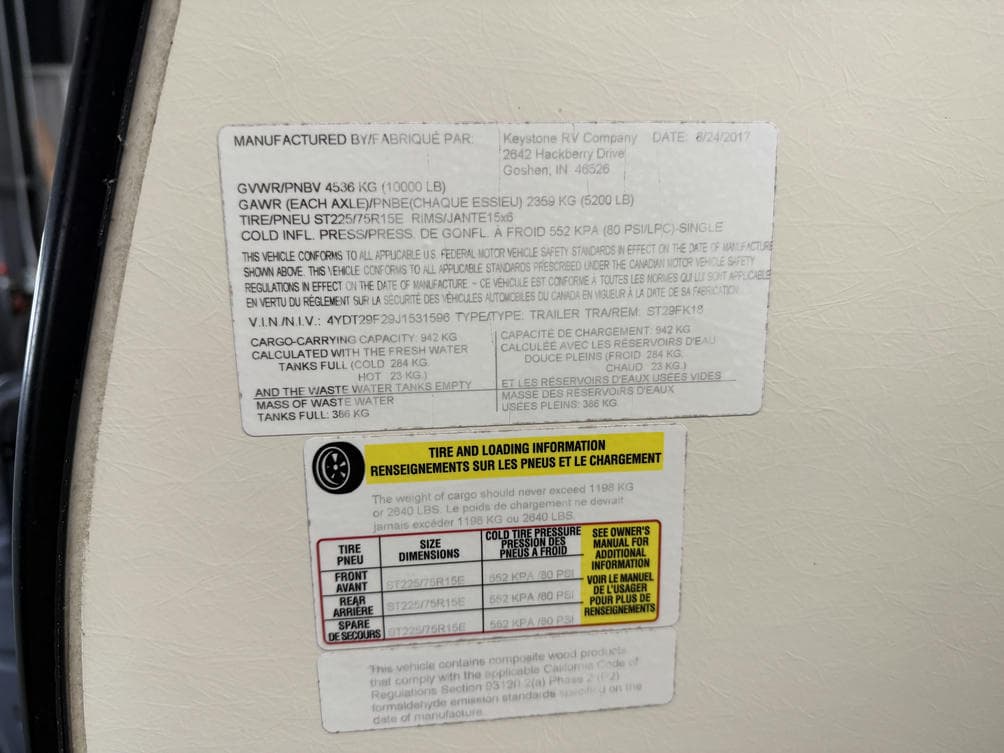 MANUFACTURED BY/FABRIQUÉ PAR: Keystone RV Company DATE: 8/24/2017
2642 Hackberry Drive
Goshen, IN 46526
GVWR/PNBV 4536 KG (10000 LB)
GAWR (EACH AXLE)/PNBE(CHAQUE ESSIEU) 2359 KG (5200 LB)
TIRE/PNEU ST225/75R15E RIMS/JANTE15x6
COLD INFL. PRESS/PRESS. DE GONFL. À FROID 552 KPA (80 PSI/LPC)-SINGLE
THIS VEHICLE CONFORMS TO ALL APPLICABLE U.S. FEDERAL MOTOR VEHICLE SAFETY STANDARDS IN EFFECT ON THE DATE OF MANUFACTURE
SHOWN ABOVE. THIS VEHICLE CONFORMS TO ALL APPLICABLE STANDARDS PRESCRIBED UNDER THE CANADIAN MOTOR VEHICLE SAFETY
REGULATIONS IN EFFECT ON THE DATE OF MANUFACTURE - CE VÉHICULE EST CONFORME À TOUTES LES NORMES QUI LUI SONT APPLICABLE
EN VERTU DU RÉGLEMENT SUR LA SÉCURITÉ DES VÉHICULES AUTOMOBILES DU CANADA EN VIGUEUR À LA DATE DE SA FABRICATION
V.I.N./N.I.V.: 4YDT29F29J1531596 TYPE/TYPE: TRAILER TRA/REM: ST29FK18
CARGO-CARRYING CAPACITY: 942 KG
CALCULATED WITH THE FRESH WATER
TANKS FULL (COLD 284 KG.
HOT 23 KG.)
AND THE WASTE WATER TANKS EMPTY
MASS OF WASTE WATER
TANKS FULL: 386 KG
CAPACITÉ DE CHARGEMENT: 942 KG
CALCULÉE AVEC LES RÉSERVOIRS D'EAU
DOUCE PLEINS (FROID 284 KG.
CHAUD 23 KG.)
ET LES RÉSERVOIRS D'EAUX USÉES VIDES
MASSE DES RÉSERVOIRS D'EAUX
USÉES PLEINS: 386 KG
TIRE AND LOADING INFORMATION
RENSEIGNEMENTS SUR LES PNEUS ET LE CHARGEMENT
The weight of cargo should never exceed 1198 KG
or 2640 LBS. Le poids de chargement ne devrait
jamais excéder 1198 KG ou 2640 LBS.
TIRE
PNEU
SIZE
DIMENSIONS
COLD TIRE PRESSURE
PRESSION DES
PNEUS A FROID
FRONT
AVANT
ST225/75R15E
552 KPA /80 PSI
REAR
ARRIÈRE
ST225/75R15E
552 KPA /80 PSI
SPARE
DE SECOURS
ST225/75R15E
552 KPA /80 PSI
SEE OWNER'S
MANUAL FOR
ADDITIONAL
INFORMATION
VOIR LE MANUEL
DE L'USAGER
POUR PLUS DE
RENSEIGNEMENTS
This vehicle contains composite wood products
that comply with the applicable California Code of
Regulations Section 93120.2(a) Phase 2 (P2)
formaldehyde emission standards specifying on the
date of manufacture.